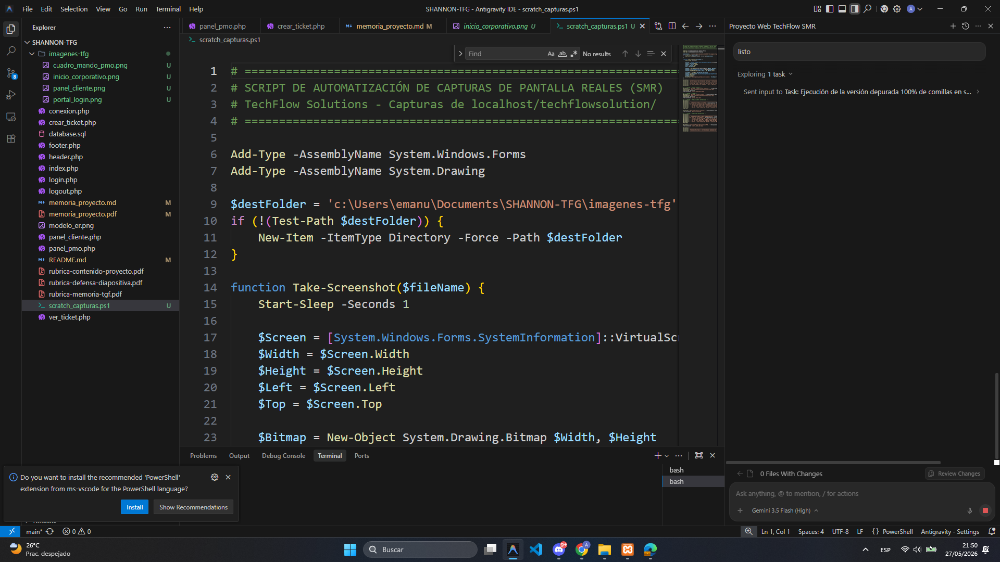 File Edit Selection View Go Run Terminal Help
SHANNON-TFG - Antigravity IDE - scratch_capturas.ps1
A
Explorer
SHANNON-TFG
imagenes-tfg
cuadro_mando_pmo.png U
inicio_corporativo.png U
panel_cliente.png U
portal_login.png U
conexion.php
crear_ticket.php
database.sql
footer.php
header.php
index.php
login.php
logout.php
memoria_proyecto.md M
memoria_proyecto.pdf M
modelo_er.png
panel_cliente.php
panel_pmo.php
README.md M
rubrica-contenido-proyecto.pdf
rubrica-defensa-diapositiva.pdf
rubrica-memoria-tgf.pdf
scratch_capturas.ps1 U
ver_ticket.php
8
panel_pmo.php
crear_ticket.php
memoria_proyecto.md M
inicio_corporativo.png U
scratch_capturas.ps1 U
scratch_capturas.ps1
Find
Aa ab No results
1 # ================================================================
2 # SCRIPT DE AUTOMATIZACIÓN DE CAPTURAS DE PANTALLA REALES (SMR)
3 # TechFlow Solutions - Capturas de localhost/techflowsolution/
4 # ================================================================
5
6 Add-Type -AssemblyName System.Windows.Forms
7 Add-Type -AssemblyName System.Drawing
8
9 $destFolder = 'c:\Users\emanu\Documents\SHANNON-TFG\imagenes-tfg'
10 if (!(Test-Path $destFolder)) {
11 New-Item -ItemType Directory -Force -Path $destFolder
12 }
13
14 function Take-Screenshot($fileName) {
15 Start-Sleep -Seconds 1
16
17 $Screen = [System.Windows.Forms.SystemInformation]::VirtualScr
18 $Width = $Screen.Width
19 $Height = $Screen.Height
20 $Left = $Screen.Left
21 $Top = $Screen.Top
22
23 $Bitmap = New-Object System.Drawing.Bitmap $Width, $Height
Problems Output Debug Console Terminal Ports
bash
bash
Proyecto Web TechFlow SMR
listo
Exploring 1 task
Sent input to Task: Ejecución de la versión depurada 100% de comillas en s...
0 Files With Changes
Review Changes
Ask anything, @ to mention, / for actions
Gemini 3.5 Flash (High)
Do you want to install the recommended 'PowerShell'
extension from ms-vscode for the PowerShell language?
Install
Show Recommendations
main* 0 0
Ln 1, Col 1 Spaces: 4 UTF-8 LF {} PowerShell Antigravity - Settings
26°C
Prac. despejado
Buscar
9+
A
ESP
21:50
27/05/2026